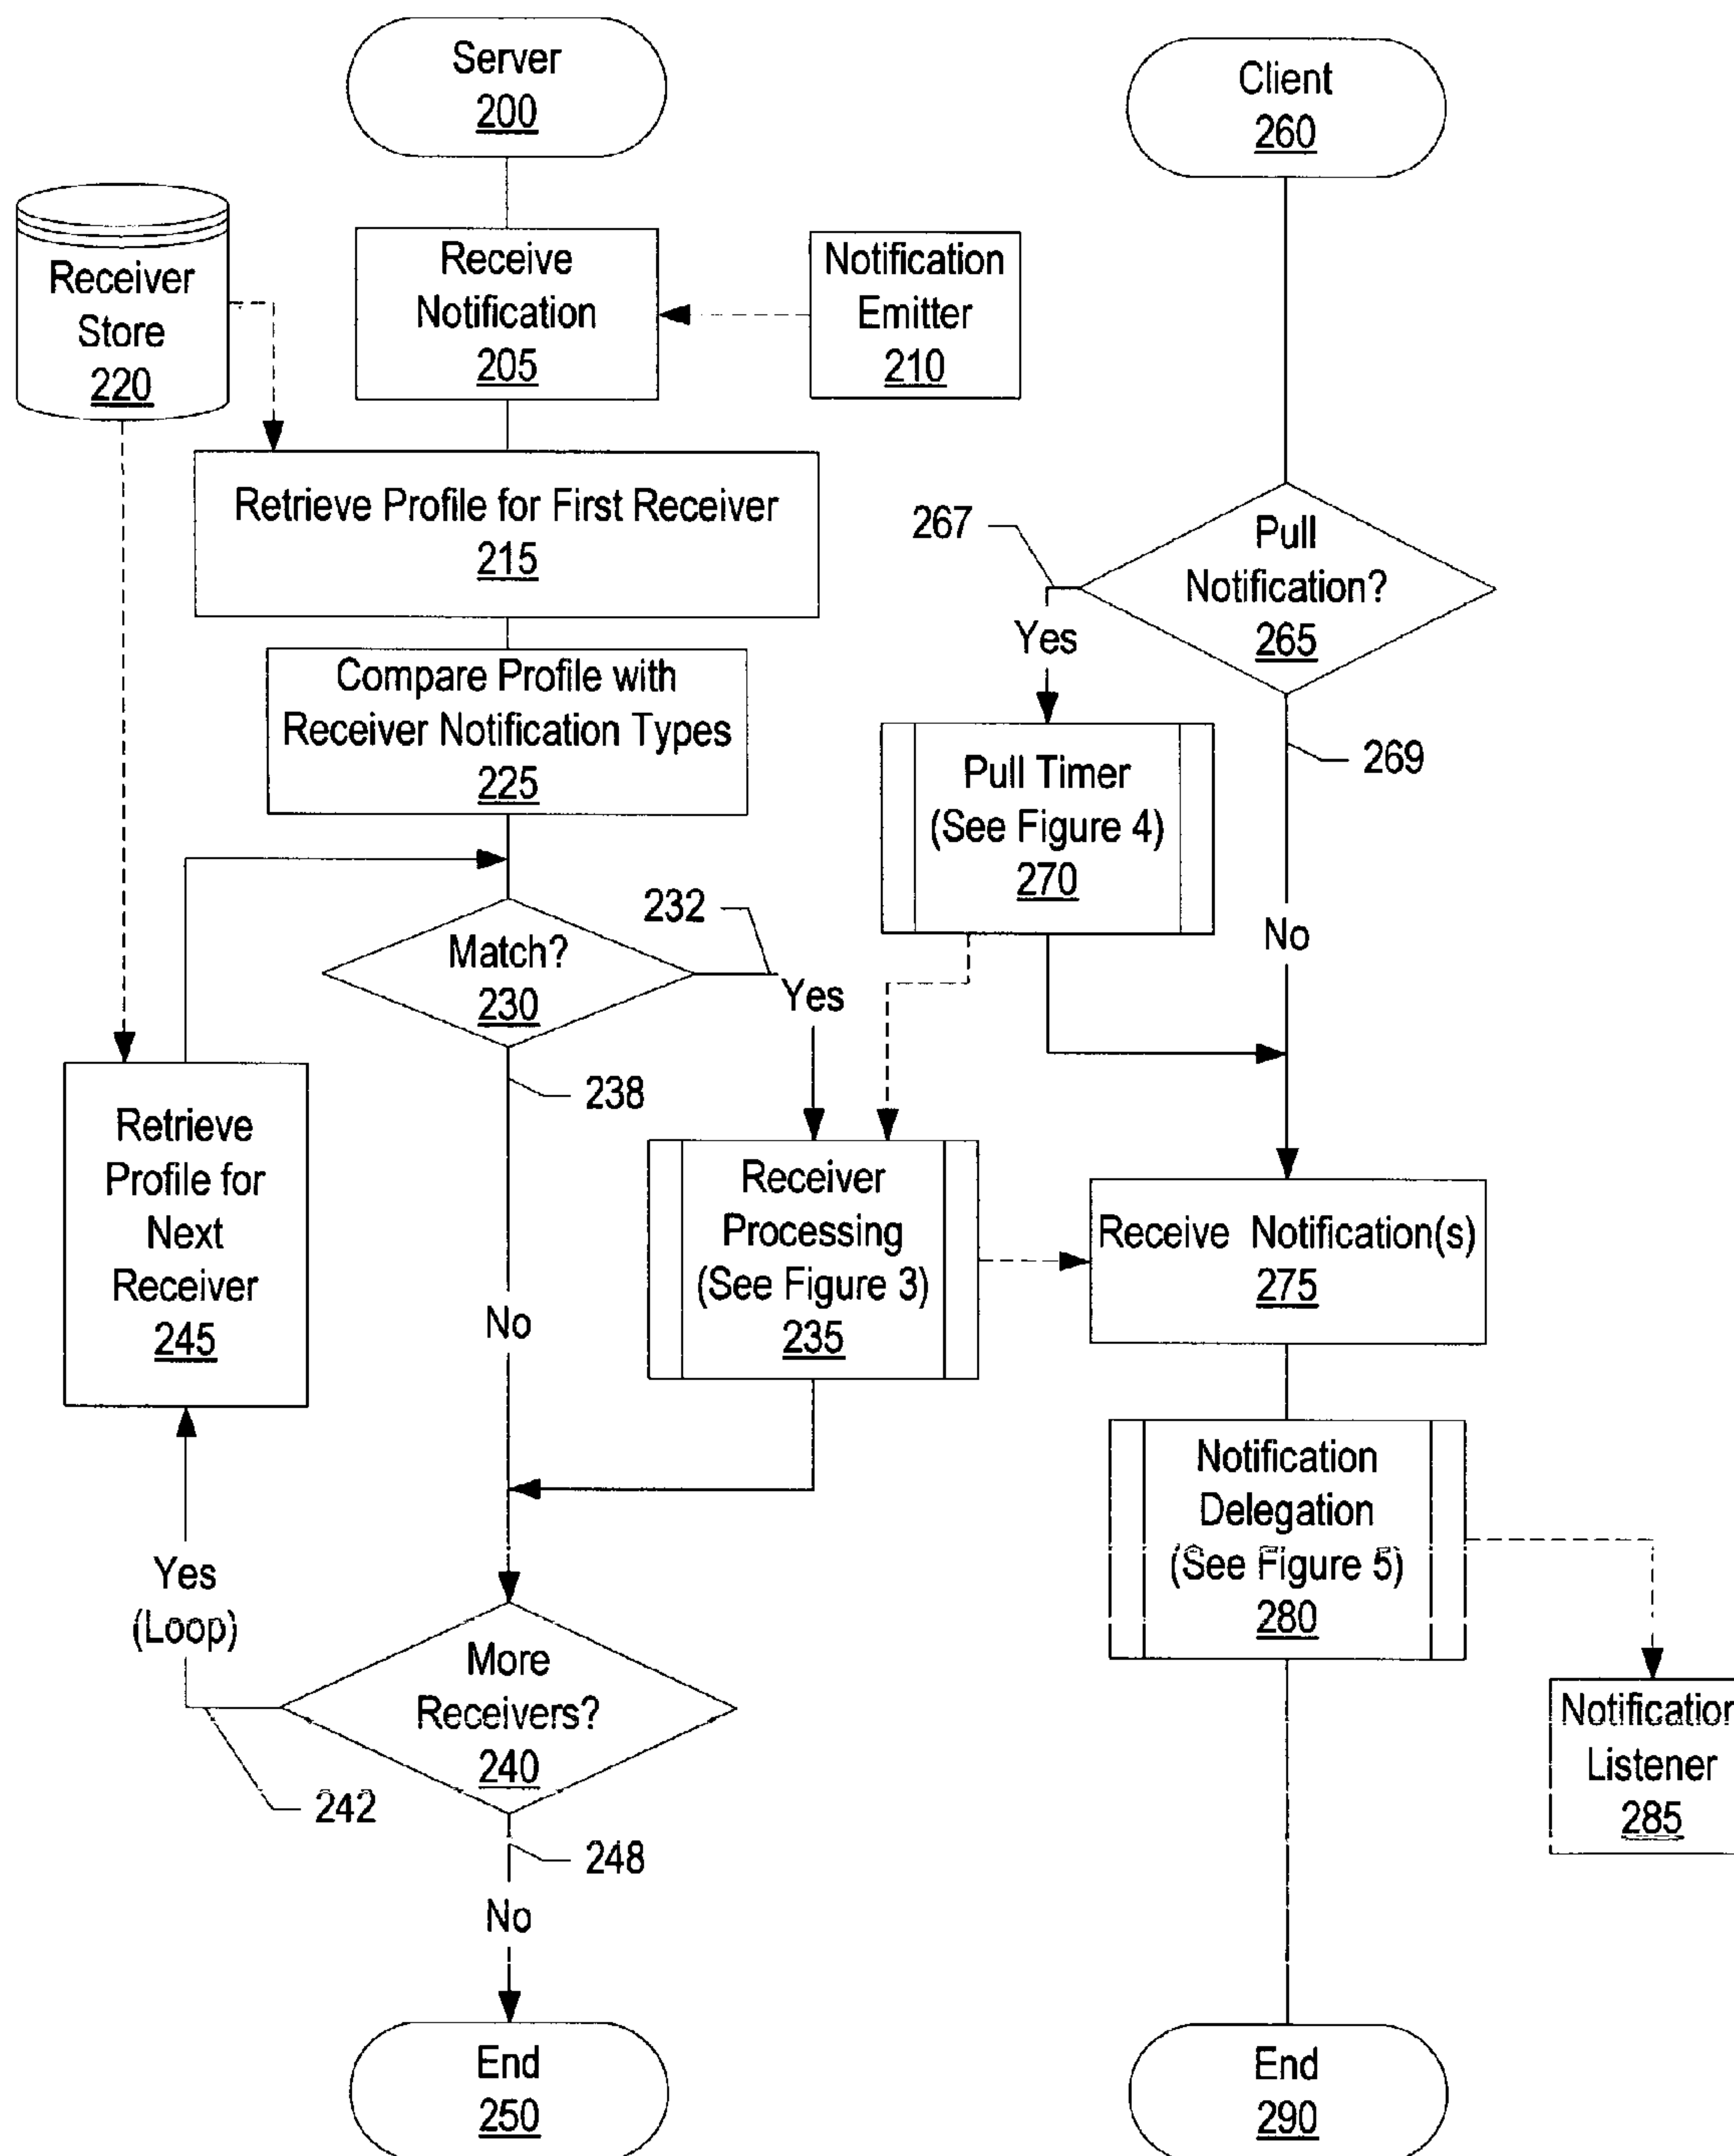 Server
200
Client
260
Receiver
Store
220
Receive
Notification
205
Notification
Emitter
210
Retrieve Profile for First Receiver
215
267
Pull
Notification?
265
Yes
Compare Profile with
Receiver Notification Types
225
269
Pull Timer
(See Figure 4)
270
232
No
Match?
230
Yes
238
Retrieve
Profile for
Next
Receiver
245
Receiver
Processing
(See Figure 3)
235
Receive Notification(s)
275
No
Notification
Delegation
(See Figure 5)
280
Yes
(Loop)
More
Receivers?
240
Notification
Listener
285
242
248
No
End
250
End
290